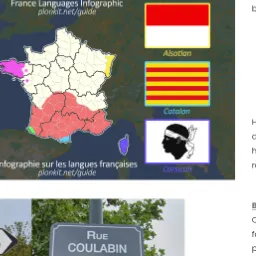 France Languages Infographic
plonkit.net/guide
Alsatian
Catalan
Corsican
Infographie sur les langues françaises
plonkit.net/guide
RUE
COULABIN